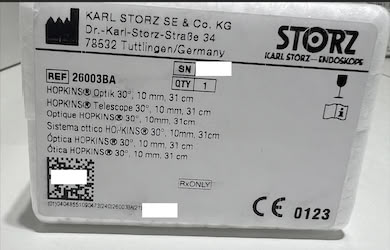 KARL STORZ SE & Co. KG
Dr.-Karl-Storz-Straße 34
78532 Tuttlingen/Germany
STORZ
KARL STORZ—ENDOSKOPE
SN
REF 26003BA
QTY 1
HOPKINS® Optik 30°, 10 mm, 31 cm
HOPKINS® Telescope 30°, 10 mm, 31 cm
Optique HOPKINS® 30°, 10 mm, 31 cm
Sistema ottico HOPKINS® 30°, 10 mm, 31 cm
Óptica HOPKINS® 30°, 10 mm, 31 cm
Ótica HOPKINS® 30°, 10 mm, 31 cm
RxONLY
CE 0123